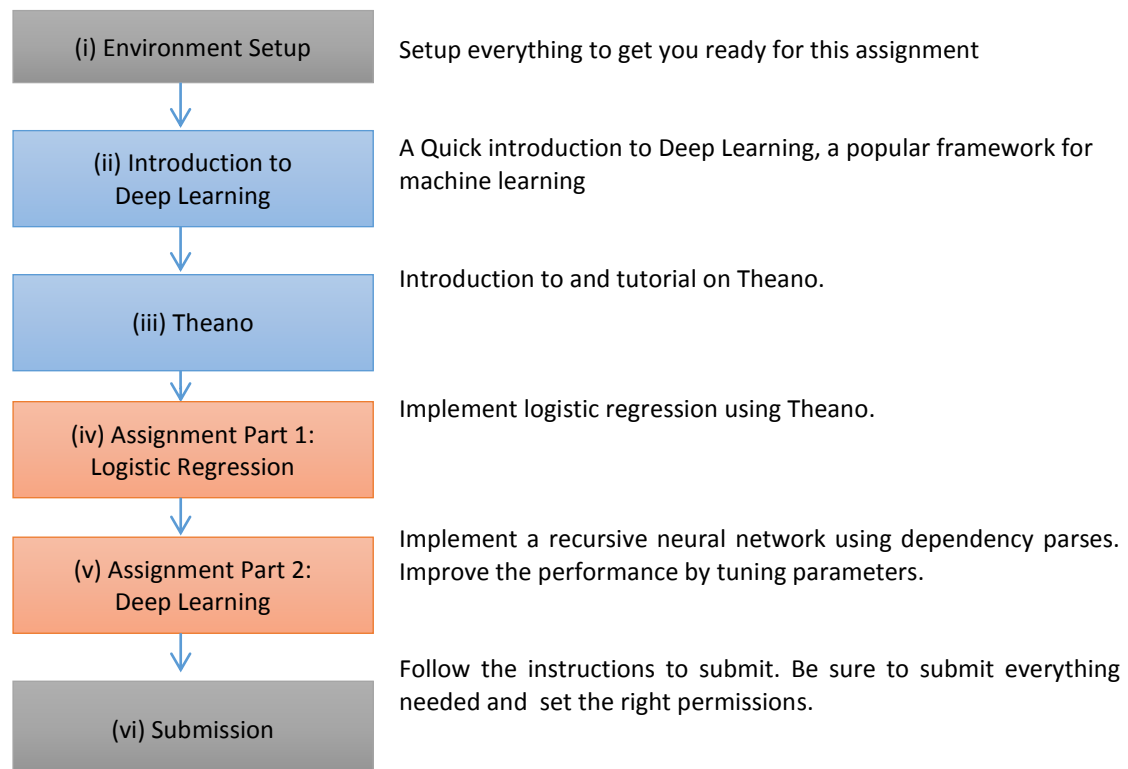 (i) Environment Setup
Setup everything to get you ready for this assignment
(ii) Introduction to
Deep Learning
A Quick introduction to Deep Learning, a popular framework for
machine learning
(iii) Theano
Introduction to and tutorial on Theano.
(iv) Assignment Part 1:
Logistic Regression
Implement logistic regression using Theano.
(v) Assignment Part 2:
Deep Learning
Implement a recursive neural network using dependency parses.
Improve the performance by tuning parameters.
(vi) Submission
Follow the instructions to submit. Be sure to submit everything
needed and set the right permissions.